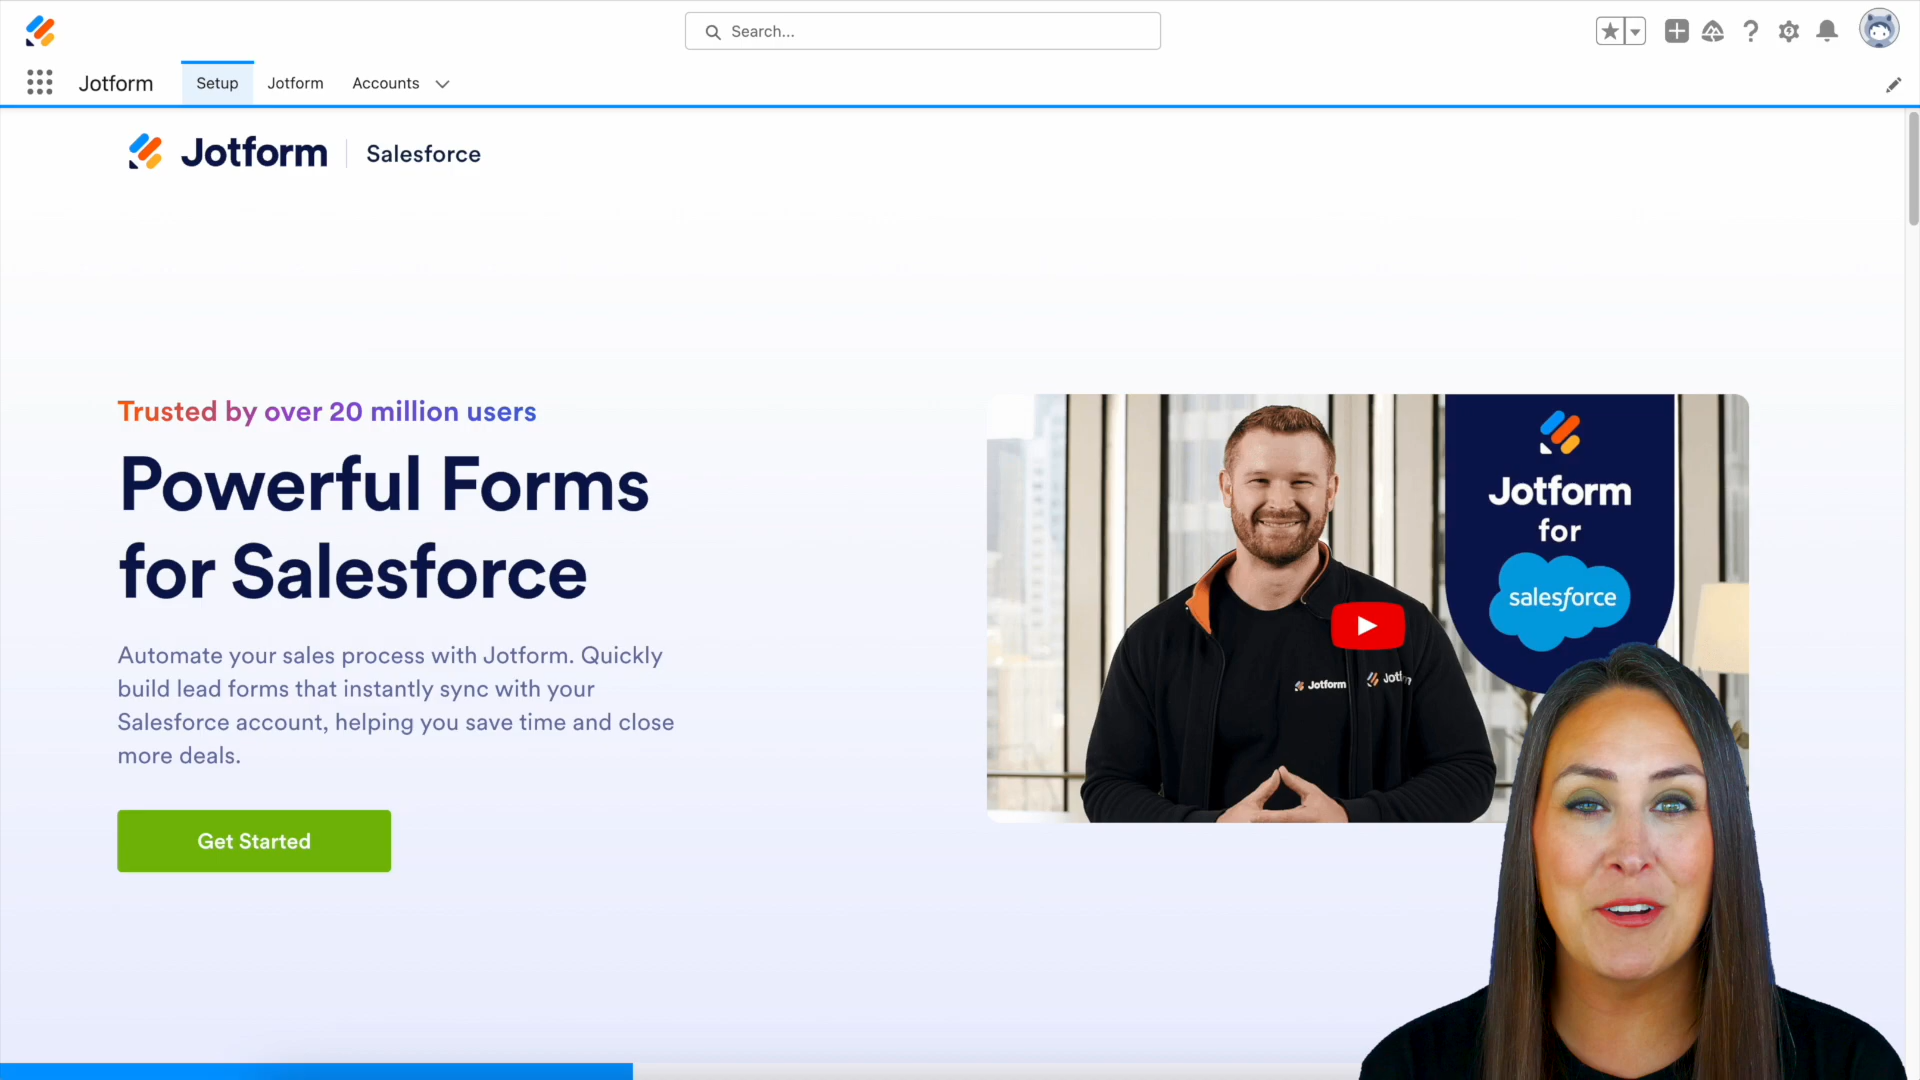 Search...
Jotform
Setup
Jotform
Accounts
Jotform
Salesforce
Trusted by over 20 million users
Powerful Forms
for Salesforce
Automate your sales process with Jotform. Quickly
build lead forms that instantly sync with your
Salesforce account, helping you save time and close
more deals.
Get Started
Jotform
for
salesforce
Jotform